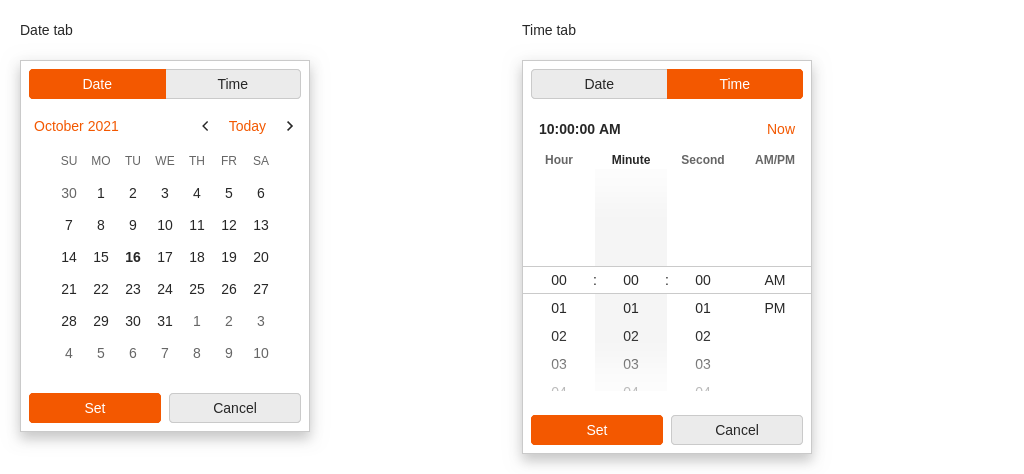 Date tab
Date Time
October 2021 Today
SU MO TU WE TH FR SA
30 1 2 3 4 5 6
7 8 9 10 11 12 13
14 15 16 17 18 19 20
21 22 23 24 25 26 27
28 29 30 31 1 2 3
4 5 6 7 8 9 10
Set Cancel
Time tab
Date Time
10:00:00 AM Now
Hour Minute Second AM/PM
00 : 00 : 00 AM
01 01 01 PM
02 02 02
03 03 03
04 04 04
Set Cancel